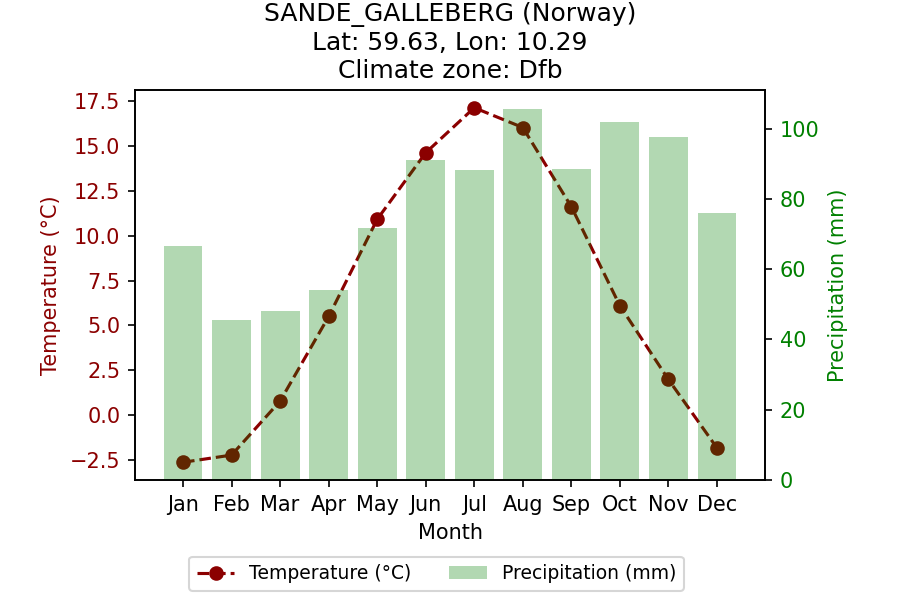 SANDE_GALLEBERG (Norway)
Lat: 59.63, Lon: 10.29
Climate zone: Dfb
17.5
15.0
12.5
10.0
7.5
5.0
2.5
0.0
−2.5
Temperature (°C)
100
80
60
40
20
0
Precipitation (mm)
Jan Feb Mar Apr May Jun Jul Aug Sep Oct Nov Dec
Month
Temperature (°C) Precipitation (mm)